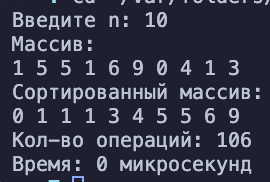 Введите n: 10
Массив:
1 5 5 1 6 9 0 4 1 3
Сортированный массив:
0 1 1 1 3 4 5 5 6 9
Кол-во операций: 106
Время: 0 микросекунд